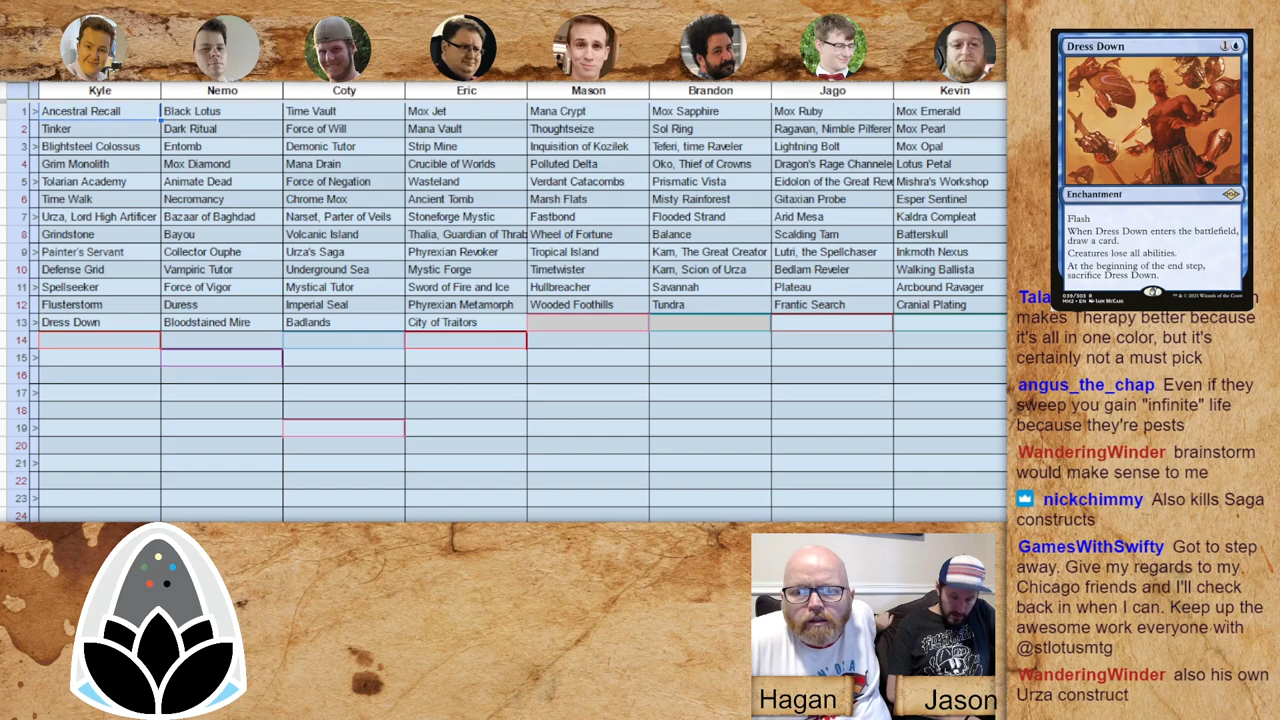 Kyle Nemo Coty Eric Mason Brandon Jago Kevin
1 > Ancestral Recall Black Lotus Time Vault Mox Jet Mana Crypt Mox Sapphire Mox Ruby Mox Emerald
2 Tinker Dark Ritual Force of Will Mana Vault Thoughtseize Sol Ring Ragavan, Nimble Pilferer Mox Pearl
3 > Blightsteel Colossus Entomb Demonic Tutor Strip Mine Inquisition of Kozilek Teferi, time Raveler Lightning Bolt Mox Opal
4 Grim Monolith Mox Diamond Mana Drain Crucible of Worlds Polluted Delta Oko, Thief of Crowns Dragon's Rage Channele Lotus Petal
5 > Tolarian Academy Animate Dead Force of Negation Wasteland Verdant Catacombs Prismatic Vista Eidolon of the Great Rev Mishra's Workshop
6 Time Walk Necromancy Chrome Mox Ancient Tomb Marsh Flats Misty Rainforest Gitaxian Probe Esper Sentinel
7 > Urza, Lord High Artificer Bazaar of Baghdad Narset, Parter of Veils Stoneforge Mystic Fastbond Flooded Strand Arid Mesa Kaldra Compleat
8 Grindstone Bayou Volcanic Island Thalia, Guardian of Thrab Wheel of Fortune Balance Scalding Tarn Batterskull
9 > Painter's Servant Collector Ouphe Urza's Saga Phyrexian Revoker Tropical Island Karn, The Great Creator Lutri, the Spellchaser Inkmoth Nexus
10 Defense Grid Vampiric Tutor Underground Sea Mystic Forge Timetwister Karn, Scion of Urza Bedlam Reveler Walking Ballista
11 > Spellseeker Force of Vigor Mystical Tutor Sword of Fire and Ice Hullbreacher Savannah Plateau Arcbound Ravager
12 Flusterstorm Duress Imperial Seal Phyrexian Metamorph Wooded Foothills Tundra Frantic Search Cranial Plating
13 > Dress Down Bloodstained Mire Badlands City of Traitors
14
15 >
16
17 >
18
19 >
20
21 >
22
23 >
24
Dress Down 1
Enchantment
Flash
When Dress Down enters the battlefield,
draw a card.
Creatures lose all abilities.
At the beginning of the end step,
sacrifice Dress Down.
039/303 R
MH2 • EN IAIN McCAIG
™ & © 2021 Wizards of the Coast
Tala
makes Therapy better because
it's all in one color, but it's
certainly not a must pick
angus_the_chap Even if they
sweep you gain "infinite" life
because they're pests
WanderingWinder brainstorm
would make sense to me
nickchimmy Also kills Saga
constructs
GamesWithSwifty Got to step
away. Give my regards to my
Chicago friends and I'll check
back in when I can. Keep up the
awesome work everyone with
@stlotusmtg
WanderingWinder also his own
Urza construct
Hagan
Jason